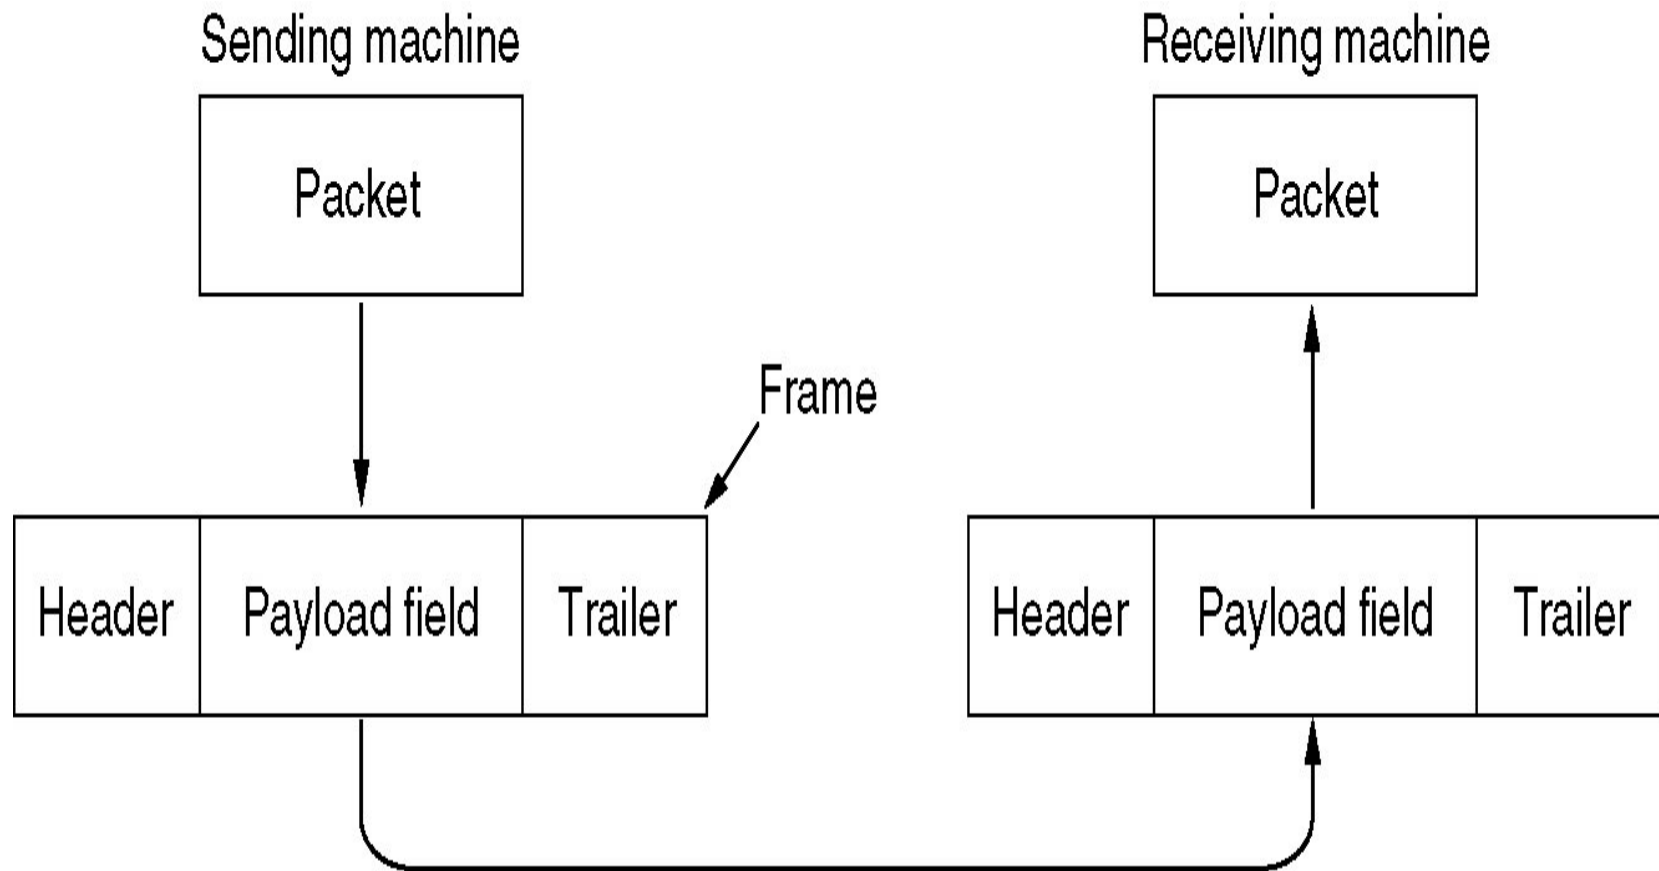 Sending machine
Receiving machine
Packet
Packet
Frame
Header
Payload field
Trailer
Header
Payload field
Trailer